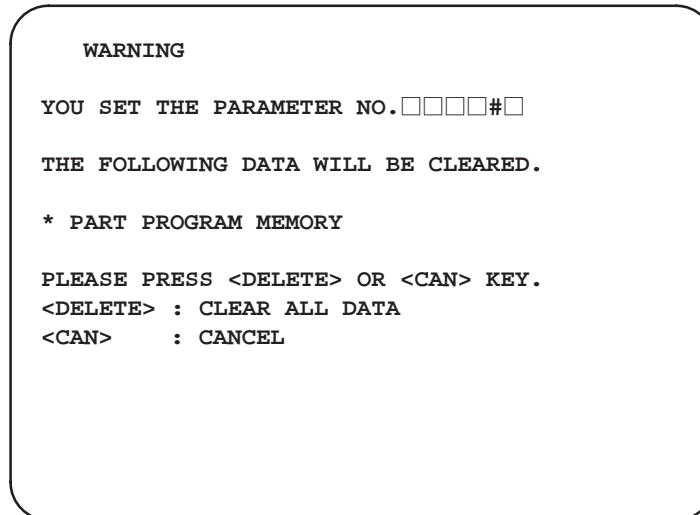 WARNING
YOU SET THE PARAMETER NO.□□□□#□
THE FOLLOWING DATA WILL BE CLEARED.
* PART PROGRAM MEMORY
PLEASE PRESS <DELETE> OR <CAN> KEY.
<DELETE> : CLEAR ALL DATA
<CAN> : CANCEL